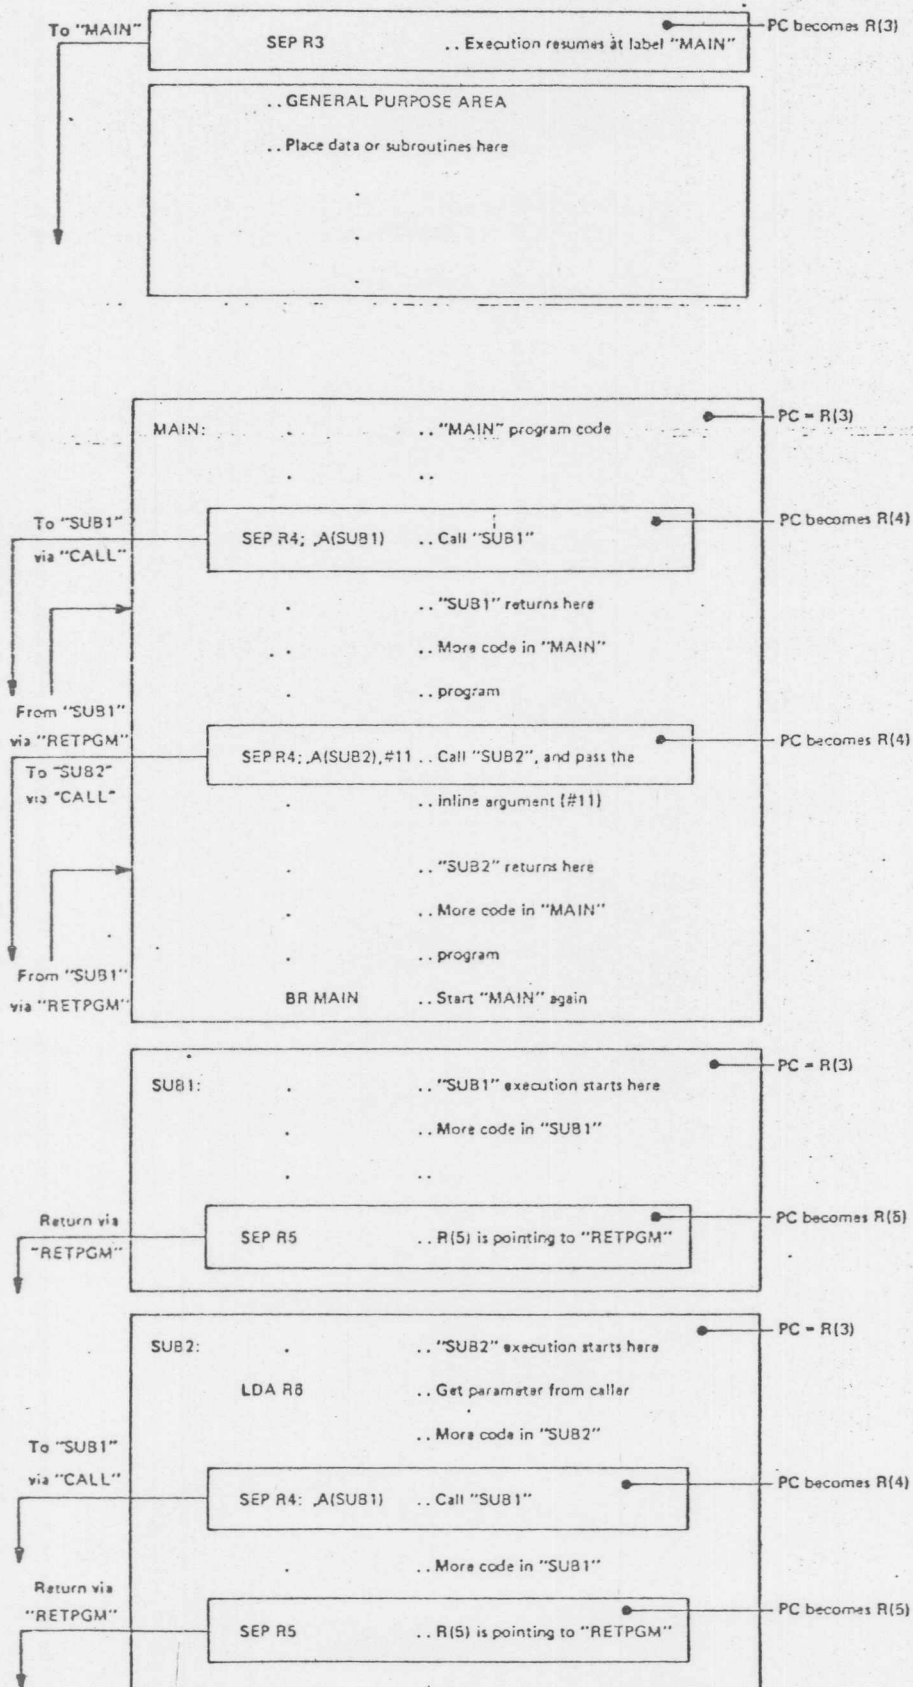 To "MAIN"
SEP R3 .. Execution resumes at label "MAIN"
PC becomes R(3)
.. GENERAL PURPOSE AREA
.. Place data or subroutines here
.
.
.
MAIN: . .. "MAIN" program code
PC = R(3)
. ..
To "SUB1"
via "CALL"
SEP R4; ,A(SUB1) .. Call "SUB1"
PC becomes R(4)
. .. "SUB1" returns here
. . .. More code in "MAIN"
. .. program
From "SUB1"
via "RETPGM"
To "SUB2"
via "CALL"
SEP R4; ,A(SUB2),#11 .. Call "SUB2", and pass the
PC becomes R(4)
. .. inline argument (#11)
. .. "SUB2" returns here
. .. More code in "MAIN"
. .. program
From "SUB1"
via "RETPGM"
BR MAIN .. Start "MAIN" again
SUB1: . .. "SUB1" execution starts here
PC = R(3)
. .. More code in "SUB1"
. ..
Return via
"RETPGM"
SEP R5 .. R(5) is pointing to "RETPGM"
PC becomes R(5)
SUB2: . .. "SUB2" execution starts here
PC = R(3)
LDA R6 .. Get parameter from caller
.. More code in "SUB2"
To "SUB1"
via "CALL"
SEP R4: ,A(SUB1) .. Call "SUB1"
PC becomes R(4)
. .. More code in "SUB1"
Return via
"RETPGM"
SEP R5 .. R(5) is pointing to "RETPGM"
PC becomes R(5)